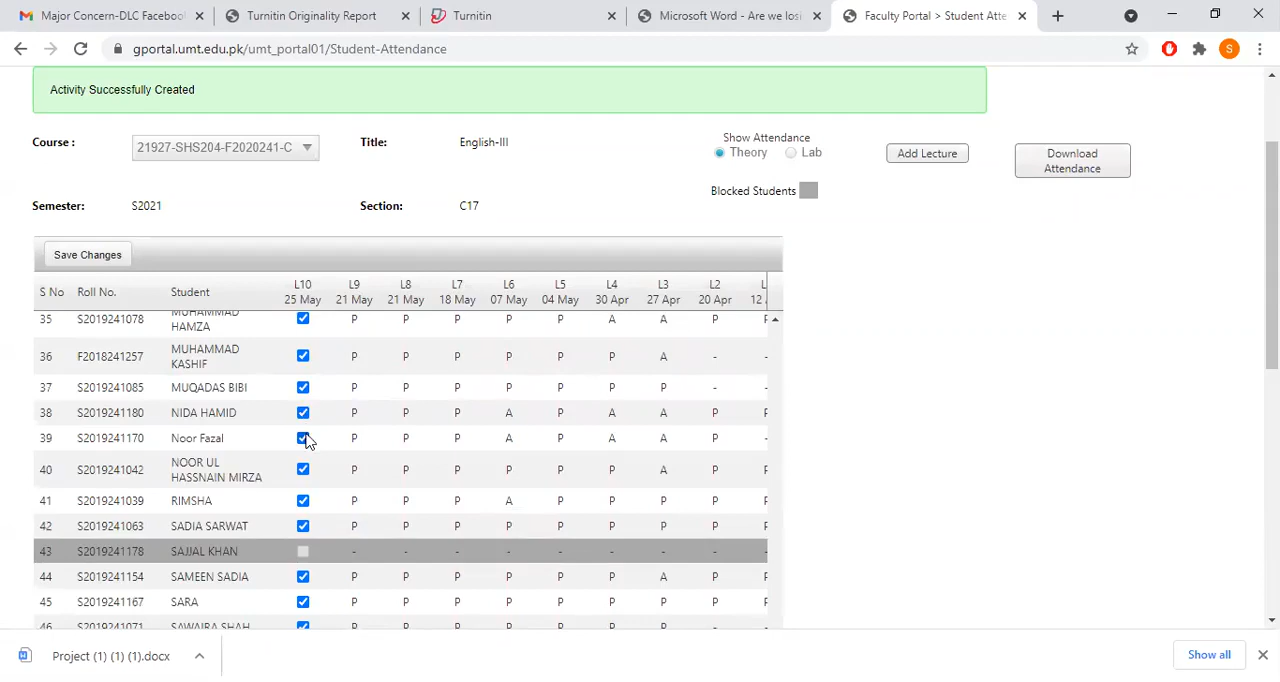 Major Concern-DLC Facebook
Turnitin Originality Report
Turnitin
Microsoft Word - Are we losi
Faculty Portal > Student Atte
gportal.umt.edu.pk/umt_portal01/Student-Attendance
S
Activity Successfully Created
Course :
21927-SHS204-F2020241-C
Title:
English-III
Show Attendance
Theory
Lab
Add Lecture
Download
Attendance
Blocked Students
Semester:
S2021
Section:
C17
Save Changes
S No Roll No. Student L10 L9 L8 L7 L6 L5 L4 L3 L2
25 May 21 May 21 May 18 May 07 May 04 May 30 Apr 27 Apr 20 Apr 12
35 S2019241078 MUHAMMAD HAMZA P P P P P A A P
36 F2018241257 MUHAMMAD KASHIF P P P P P P A - -
37 S2019241085 MUQADAS BIBI P P P P P P P - -
38 S2019241180 NIDA HAMID P P P A P A A P
39 S2019241170 Noor Fazal P P P A P A A P -
40 S2019241042 NOOR UL HASSNAIN MIRZA P P P P P P A P
41 S2019241039 RIMSHA P P P A P P P P
42 S2019241063 SADIA SARWAT P P P P P P P P
43 S2019241178 SAJJAL KHAN - - - - - - - - -
44 S2019241154 SAMEEN SADIA P P P P P P A P
45 S2019241167 SARA P P P P P P P P
46 S2019241071 SAWAIRA SHAH
Project (1) (1) (1).docx
Show all